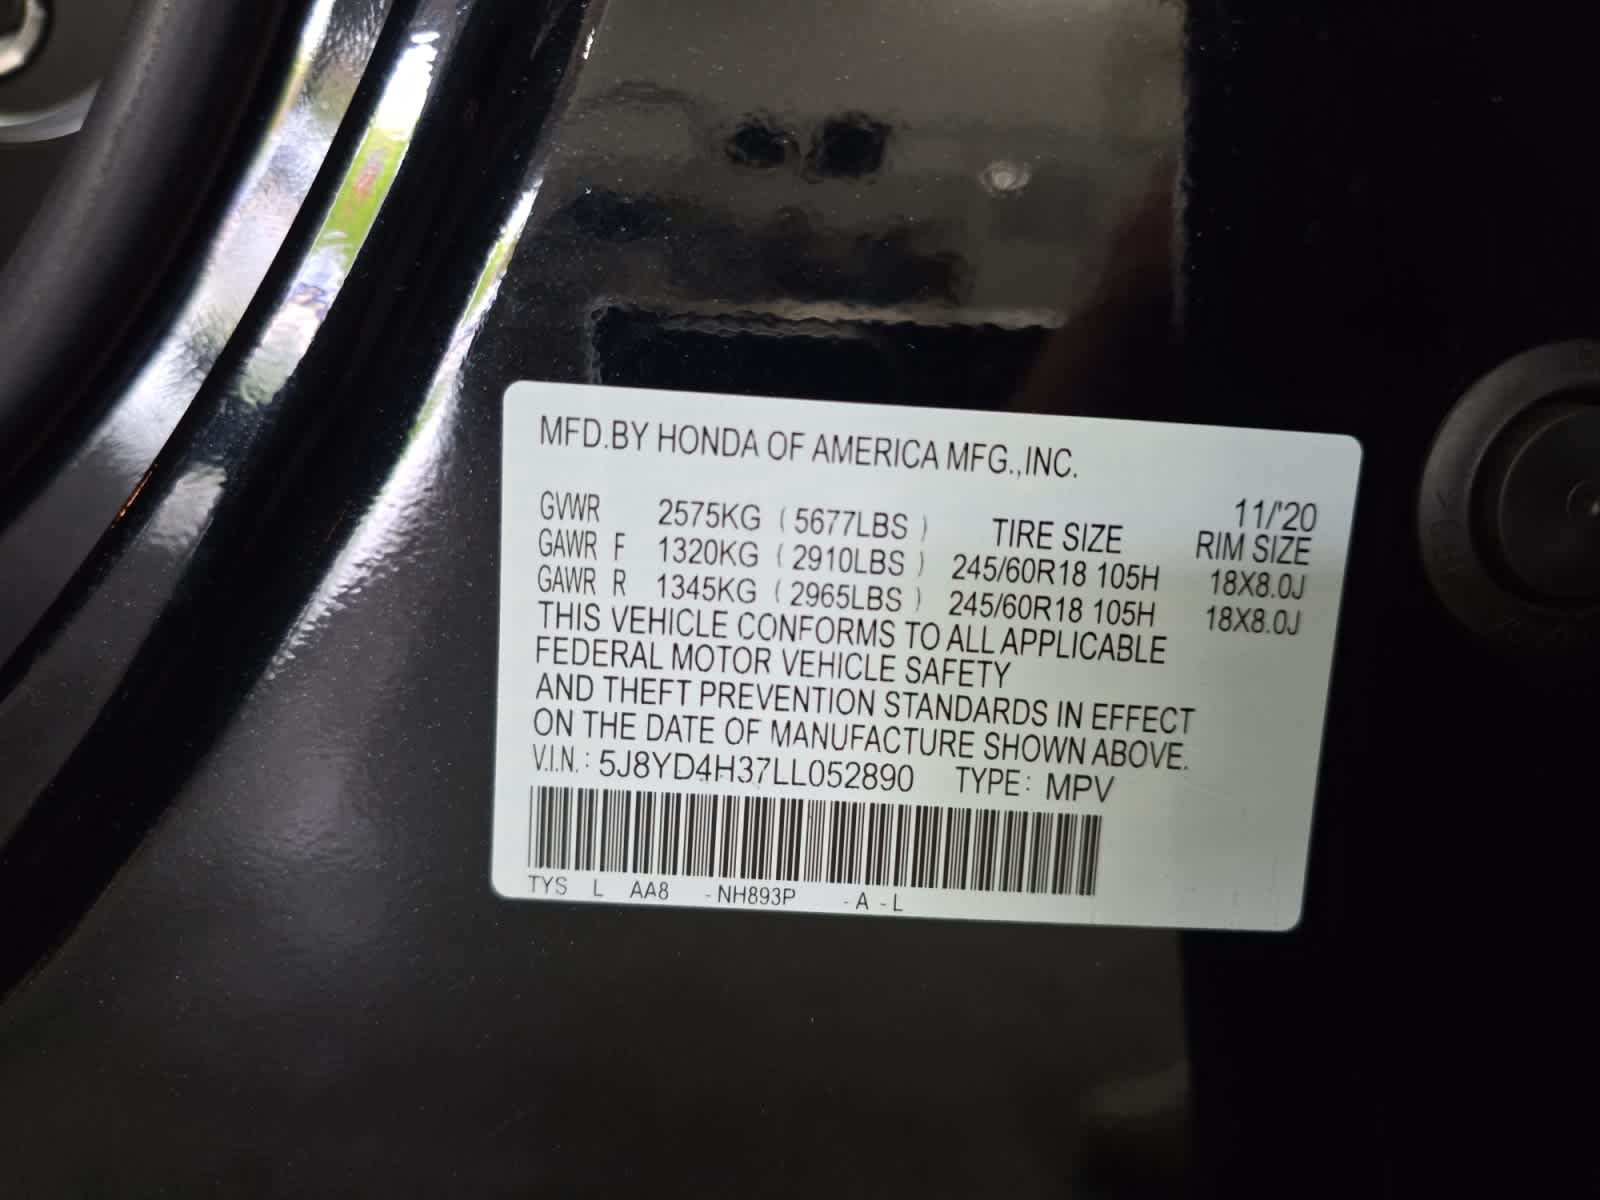 MFD.BY HONDA OF AMERICA MFG.,INC.
11/'20
GVWR 2575KG ( 5677LBS ) TIRE SIZE RIM SIZE
GAWR F 1320KG ( 2910LBS ) 245/60R18 105H 18X8.0J
GAWR R 1345KG ( 2965LBS ) 245/60R18 105H 18X8.0J
THIS VEHICLE CONFORMS TO ALL APPLICABLE
FEDERAL MOTOR VEHICLE SAFETY
AND THEFT PREVENTION STANDARDS IN EFFECT
ON THE DATE OF MANUFACTURE SHOWN ABOVE.
V.I.N.: 5J8YD4H37LL052890 TYPE: MPV
TYS L AA8 -NH893P -A -L